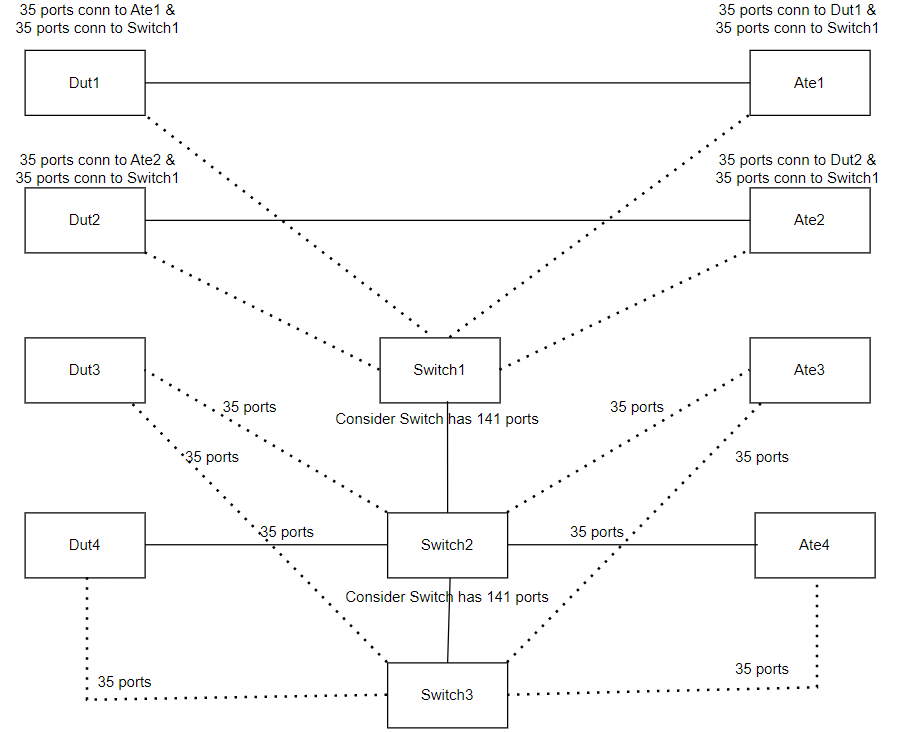 35 ports conn to Ate1 &
35 ports conn to Switch1
35 ports conn to Dut1 &
35 ports conn to Switch1
Dut1
Ate1
35 ports conn to Ate2 &
35 ports conn to Switch1
35 ports conn to Dut2 &
35 ports conn to Switch1
Dut2
Ate2
Dut3
Switch1
Ate3
35 ports
Consider Switch has 141 ports
35 ports
35 ports
35 ports
35 ports
35 ports
Dut4
Switch2
Ate4
Consider Switch has 141 ports
35 ports
35 ports
Switch3